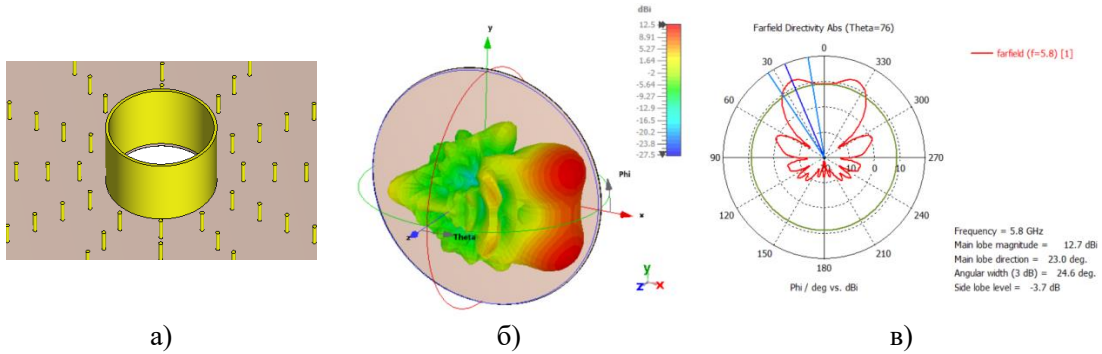 dBi
12.5
8.91
5.34
1.77
-2
-5.64
-9.27
-12.9
-16.5
-20.2
-23.8
-27.5
y
Phi
x
z
Theta
y
z x
Farfield Directivity Abs (Theta=76)
farfield (f=5.8) [1]
0
30
330
60
300
90
270
120
240
150
210
180
0
10
Phi / deg vs. dBi
Frequency = 5.8 GHz
Main lobe magnitude = 12.7 dBi
Main lobe direction = 23.0 deg.
Angular width (3 dB) = 24.6 deg.
Side lobe level = -3.7 dB
а)
б)
в)